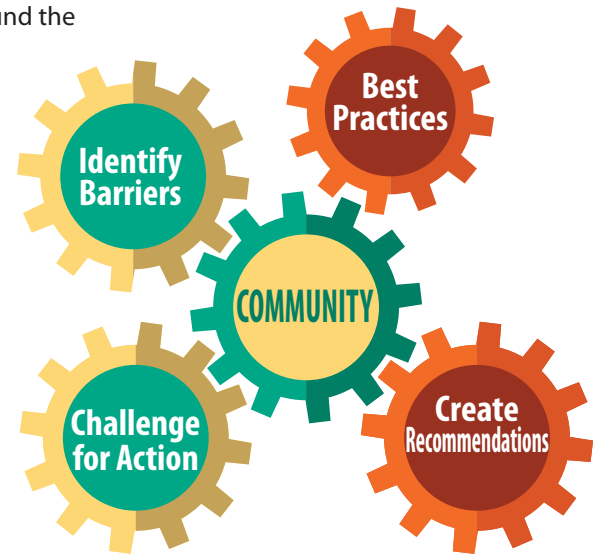 und the
Best
Practices
Identify
Barriers
COMMUNITY
Challenge
for Action
Create
Recommendations